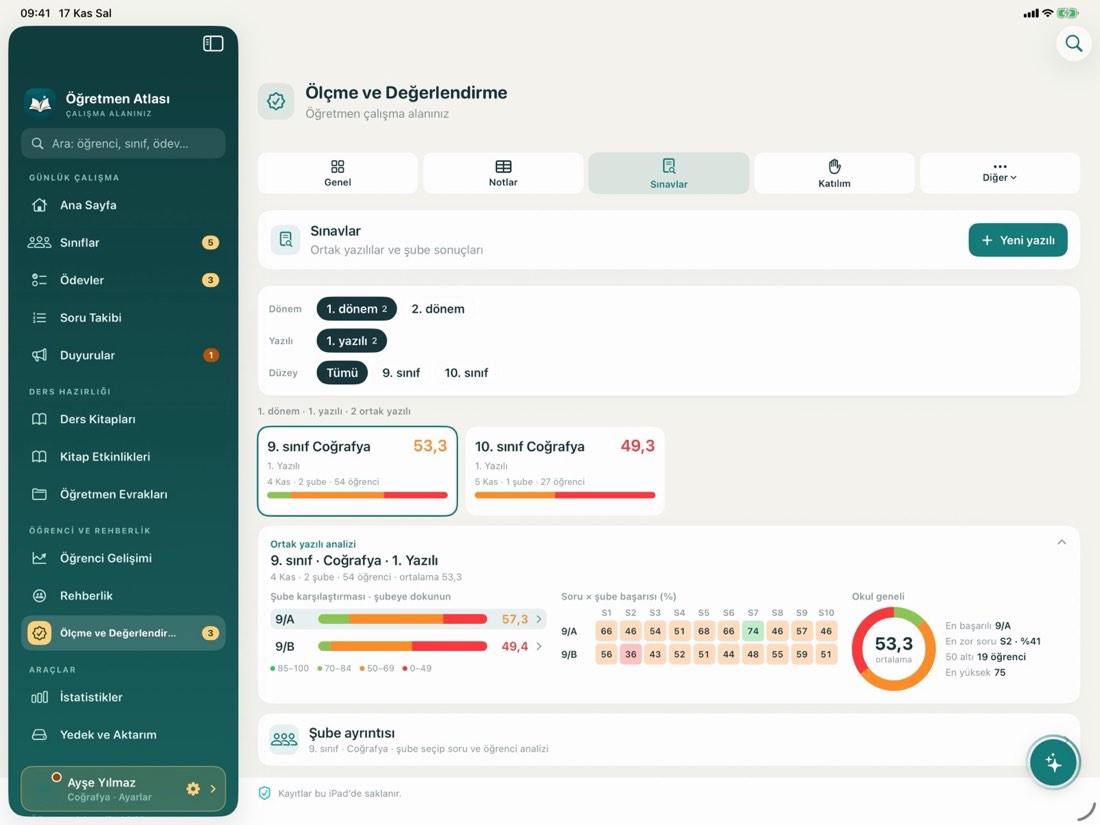 09:41 17 Kas Sal
Öğretmen Atlası
ÇALIŞMA ALANINIZ
Ara: öğrenci, sınıf, ödev...
GÜNLÜK ÇALIŞMA
Ana Sayfa
Sınıflar 5
Ödevler 3
Soru Takibi
Duyurular 1
DERS HAZIRLIĞI
Ders Kitapları
Kitap Etkinlikleri
Öğretmen Evrakları
ÖĞRENCİ VE REHBERLİK
Öğrenci Gelişimi
Rehberlik
Ölçme ve Değerlendir... 3
ARAÇLAR
İstatistikler
Yedek ve Aktarım
Ayşe Yılmaz
Coğrafya · Ayarlar
Ölçme ve Değerlendirme
Öğretmen çalışma alanınız
Genel
Notlar
Sınavlar
Katılım
Diğer
Sınavlar
Ortak yazılılar ve şube sonuçları
+ Yeni yazılı
Dönem 1. dönem 2 2. dönem
Yazılı 1. yazılı 2
Düzey Tümü 9. sınıf 10. sınıf
1. dönem · 1. yazılı · 2 ortak yazılı
9. sınıf Coğrafya 53,3
1. Yazılı
4 Kas · 2 şube · 54 öğrenci
10. sınıf Coğrafya 49,3
1. Yazılı
5 Kas · 1 şube · 27 öğrenci
Ortak yazılı analizi
9. sınıf · Coğrafya · 1. Yazılı
4 Kas · 2 şube · 54 öğrenci · ortalama 53,3
Şube karşılaştırması · şubeye dokunun
9/A 57,3
9/B 49,4
85–100 70–84 50–69 0–49
Soru × şube başarısı (%)
S1 S2 S3 S4 S5 S6 S7 S8 S9 S10
9/A 66 46 54 51 68 66 74 46 57 46
9/B 56 36 43 52 51 44 48 55 59 51
Okul geneli
53,3
ortalama
En başarılı 9/A
En zor soru S2 · %41
50 altı 19 öğrenci
En yüksek 75
Şube ayrıntısı
9. sınıf · Coğrafya · şube seçip soru ve öğrenci analizi
Kayıtlar bu iPad'de saklanır.